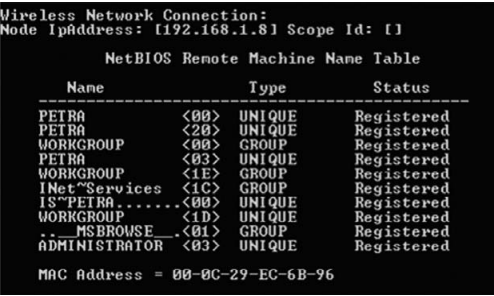 Wireless Network Connection:
Node IpAddress: [192.168.1.8] Scope Id: []
NetBIOS Remote Machine Name Table
Name Type Status
---------------------------------------------
PETRA <00> UNIQUE Registered
PETRA <20> UNIQUE Registered
WORKGROUP <00> GROUP Registered
PETRA <03> UNIQUE Registered
WORKGROUP <1E> GROUP Registered
INet~Services <1C> GROUP Registered
IS~PETRA.......<00> UNIQUE Registered
WORKGROUP <1D> UNIQUE Registered
..__MSBROWSE__.<01> GROUP Registered
ADMINISTRATOR <03> UNIQUE Registered
MAC Address = 00-0C-29-EC-6B-96